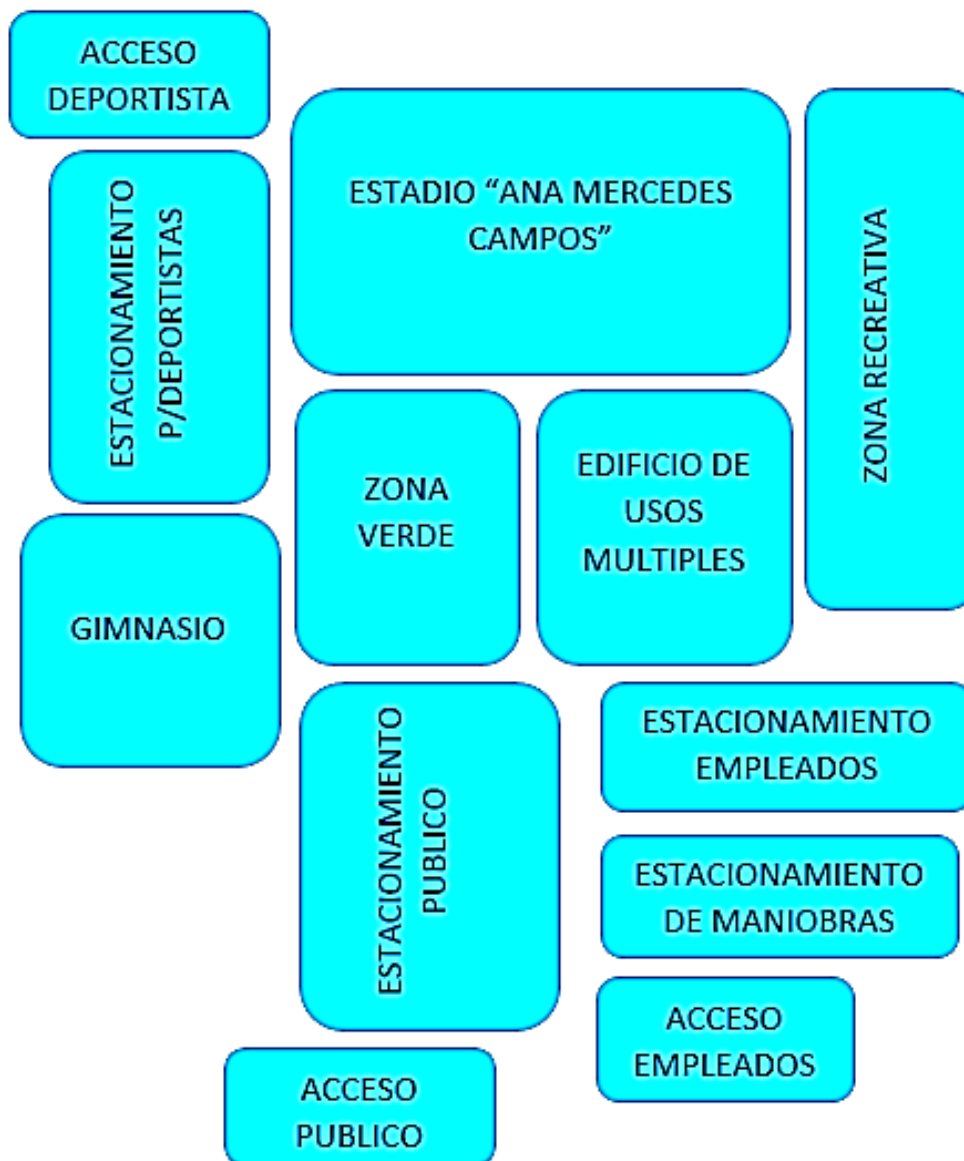 ACCESO
DEPORTISTA
ESTADIO “ANA MERCEDES
CAMPOS”
ZONA RECREATIVA
ESTACIONAMIENTO
P/DEPORTISTAS
ZONA
VERDE
EDIFICIO DE
USOS
MULTIPLES
GIMNASIO
ESTACIONAMIENTO
PUBLICO
ESTACIONAMIENTO
EMPLEADOS
ESTACIONAMIENTO
DE MANIOBRAS
ACCESO
EMPLEADOS
ACCESO
PUBLICO